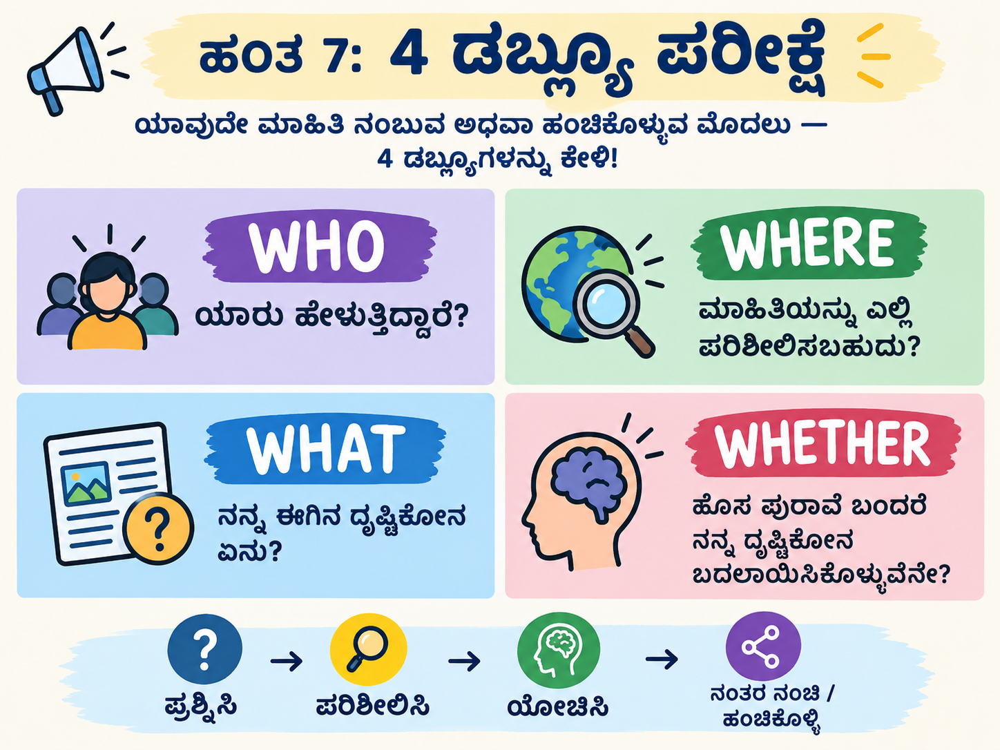 ಹಂತ 7: 4 ಡಬ್ಲ್ಯೂ ಪರೀಕ್ಷೆ
ಯಾವುದೇ ಮಾಹಿತಿ ನಂಬುವ ಅಥವಾ ಹಂಚಿಕೊಳ್ಳುವ ಮೊದಲು —
4 ಡಬ್ಲ್ಯೂಗಳನ್ನು ಕೇಳಿ!
WHO
ಯಾರು ಹೇಳುತ್ತಿದ್ದಾರೆ?
WHERE
ಮಾಹಿತಿಯನ್ನು ಎಲ್ಲಿ
ಪರಿಶೀಲಿಸಬಹುದು?
WHAT
ನನ್ನ ಈಗಿನ ದೃಷ್ಟಿಕೋನ
ಏನು?
WHETHER
ಹೊಸ ಪುರಾವೆ ಬಂದರೆ
ನನ್ನ ದೃಷ್ಟಿಕೋನ
ಬದಲಾಯಿಸಿಕೊಳ್ಳುವೆನೇ?
?
ಪ್ರಶ್ನಿಸಿ
ಪರಿಶೀಲಿಸಿ
ಯೋಚಿಸಿ
ನಂತರ ನಂಚಿ /
ಹಂಚಿಕೊಳ್ಳಿ